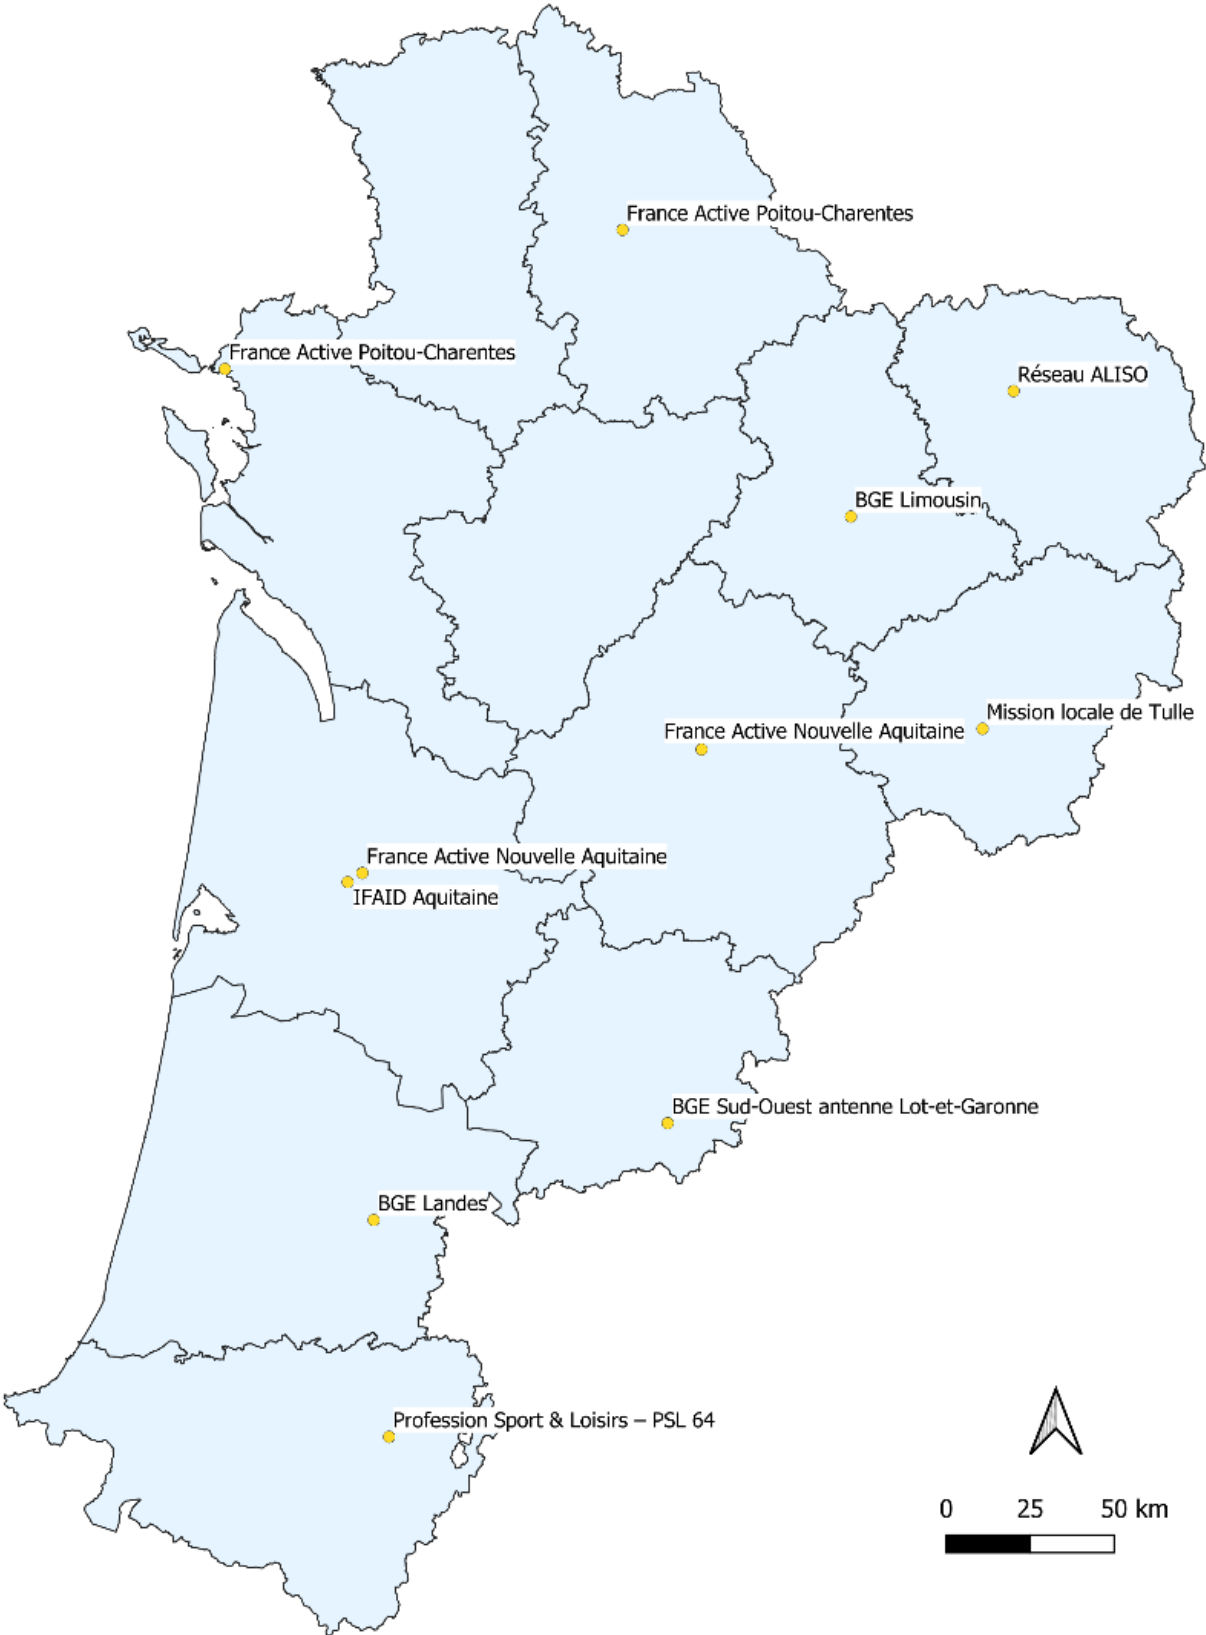 France Active Poitou-Charentes
France Active Poitou-Charentes
Réseau ALISO
BGE Limousin
Mission locale de Tulle
France Active Nouvelle Aquitaine
France Active Nouvelle Aquitaine
IFAID Aquitaine
BGE Sud-Ouest antenne Lot-et-Garonne
BGE Landes
Profession Sport & Loisirs – PSL 64
0 25 50 km